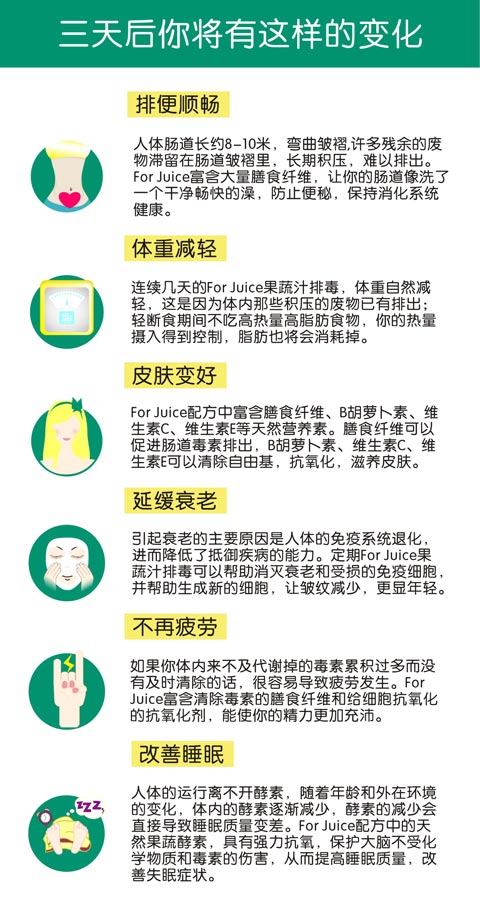 三天后你将有这样的变化
排便顺畅
人体肠道长约8-10米，弯曲皱褶,许多残余的废
物滞留在肠道皱褶里，长期积压，难以排出。
For Juice富含大量膳食纤维，让你的肠道像洗了
一个干净畅快的澡，防止便秘，保持消化系统
健康。
体重减轻
连续几天的For Juice果蔬汁排毒，体重自然减
轻，这是因为体内那些积压的废物已有排出；
轻断食期间不吃高热量高脂肪食物，你的热量
摄入得到控制，脂肪也将会消耗掉。
皮肤变好
For Juice配方中富含膳食纤维、B胡萝卜素、维
生素C、维生素E等天然营养素。膳食纤维可以
促进肠道毒素排出，B胡萝卜素、维生素C、维
生素E可以清除自由基，抗氧化，滋养皮肤。
延缓衰老
引起衰老的主要原因是人体的免疫系统退化，
进而降低了抵御疾病的能力。定期For Juice果
蔬汁排毒可以帮助消灭衰老和受损的免疫细胞，
并帮助生成新的细胞，让皱纹减少，更显年轻。
不再疲劳
如果你体内来不及代谢掉的毒素累积过多而没
有及时清除的话，很容易导致疲劳发生。For
Juice富含清除毒素的膳食纤维和给细胞抗氧化
的抗氧化剂，能使你的精力更加充沛。
改善睡眠
ZZZ
人体的运行离不开酵素，随着年龄和外在环境
的变化，体内的酵素逐渐减少，酵素的减少会
直接导致睡眠质量变差。For Juice配方中的天
然果蔬酵素，具有强力抗氧，保护大脑不受化
学物质和毒素的伤害，从而提高睡眠质量，改
善失眠症状。